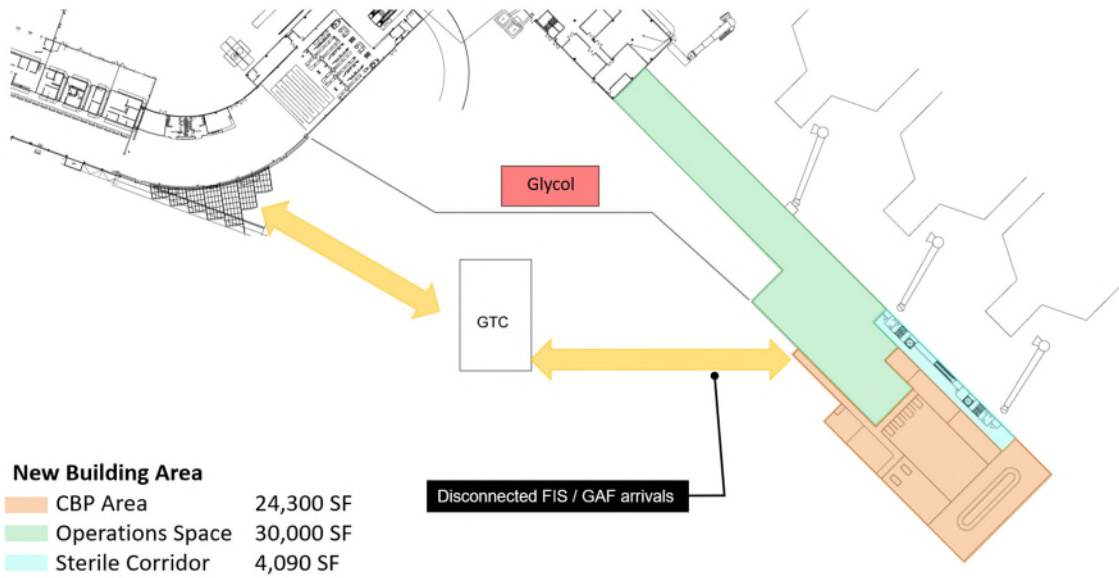 Glycol
GTC
Disconnected FIS / GAF arrivals
New Building Area
CBP Area 24,300 SF
Operations Space 30,000 SF
Sterile Corridor 4,090 SF